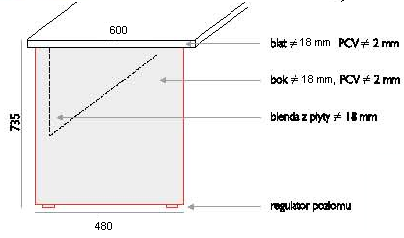 600
blat ≠ 18 mm PCV ≠ 2 mm
bok ≠ 18 mm, PCV ≠ 2 mm
blenda z płyty ≠ 18 mm
735
regulator poziomu
480